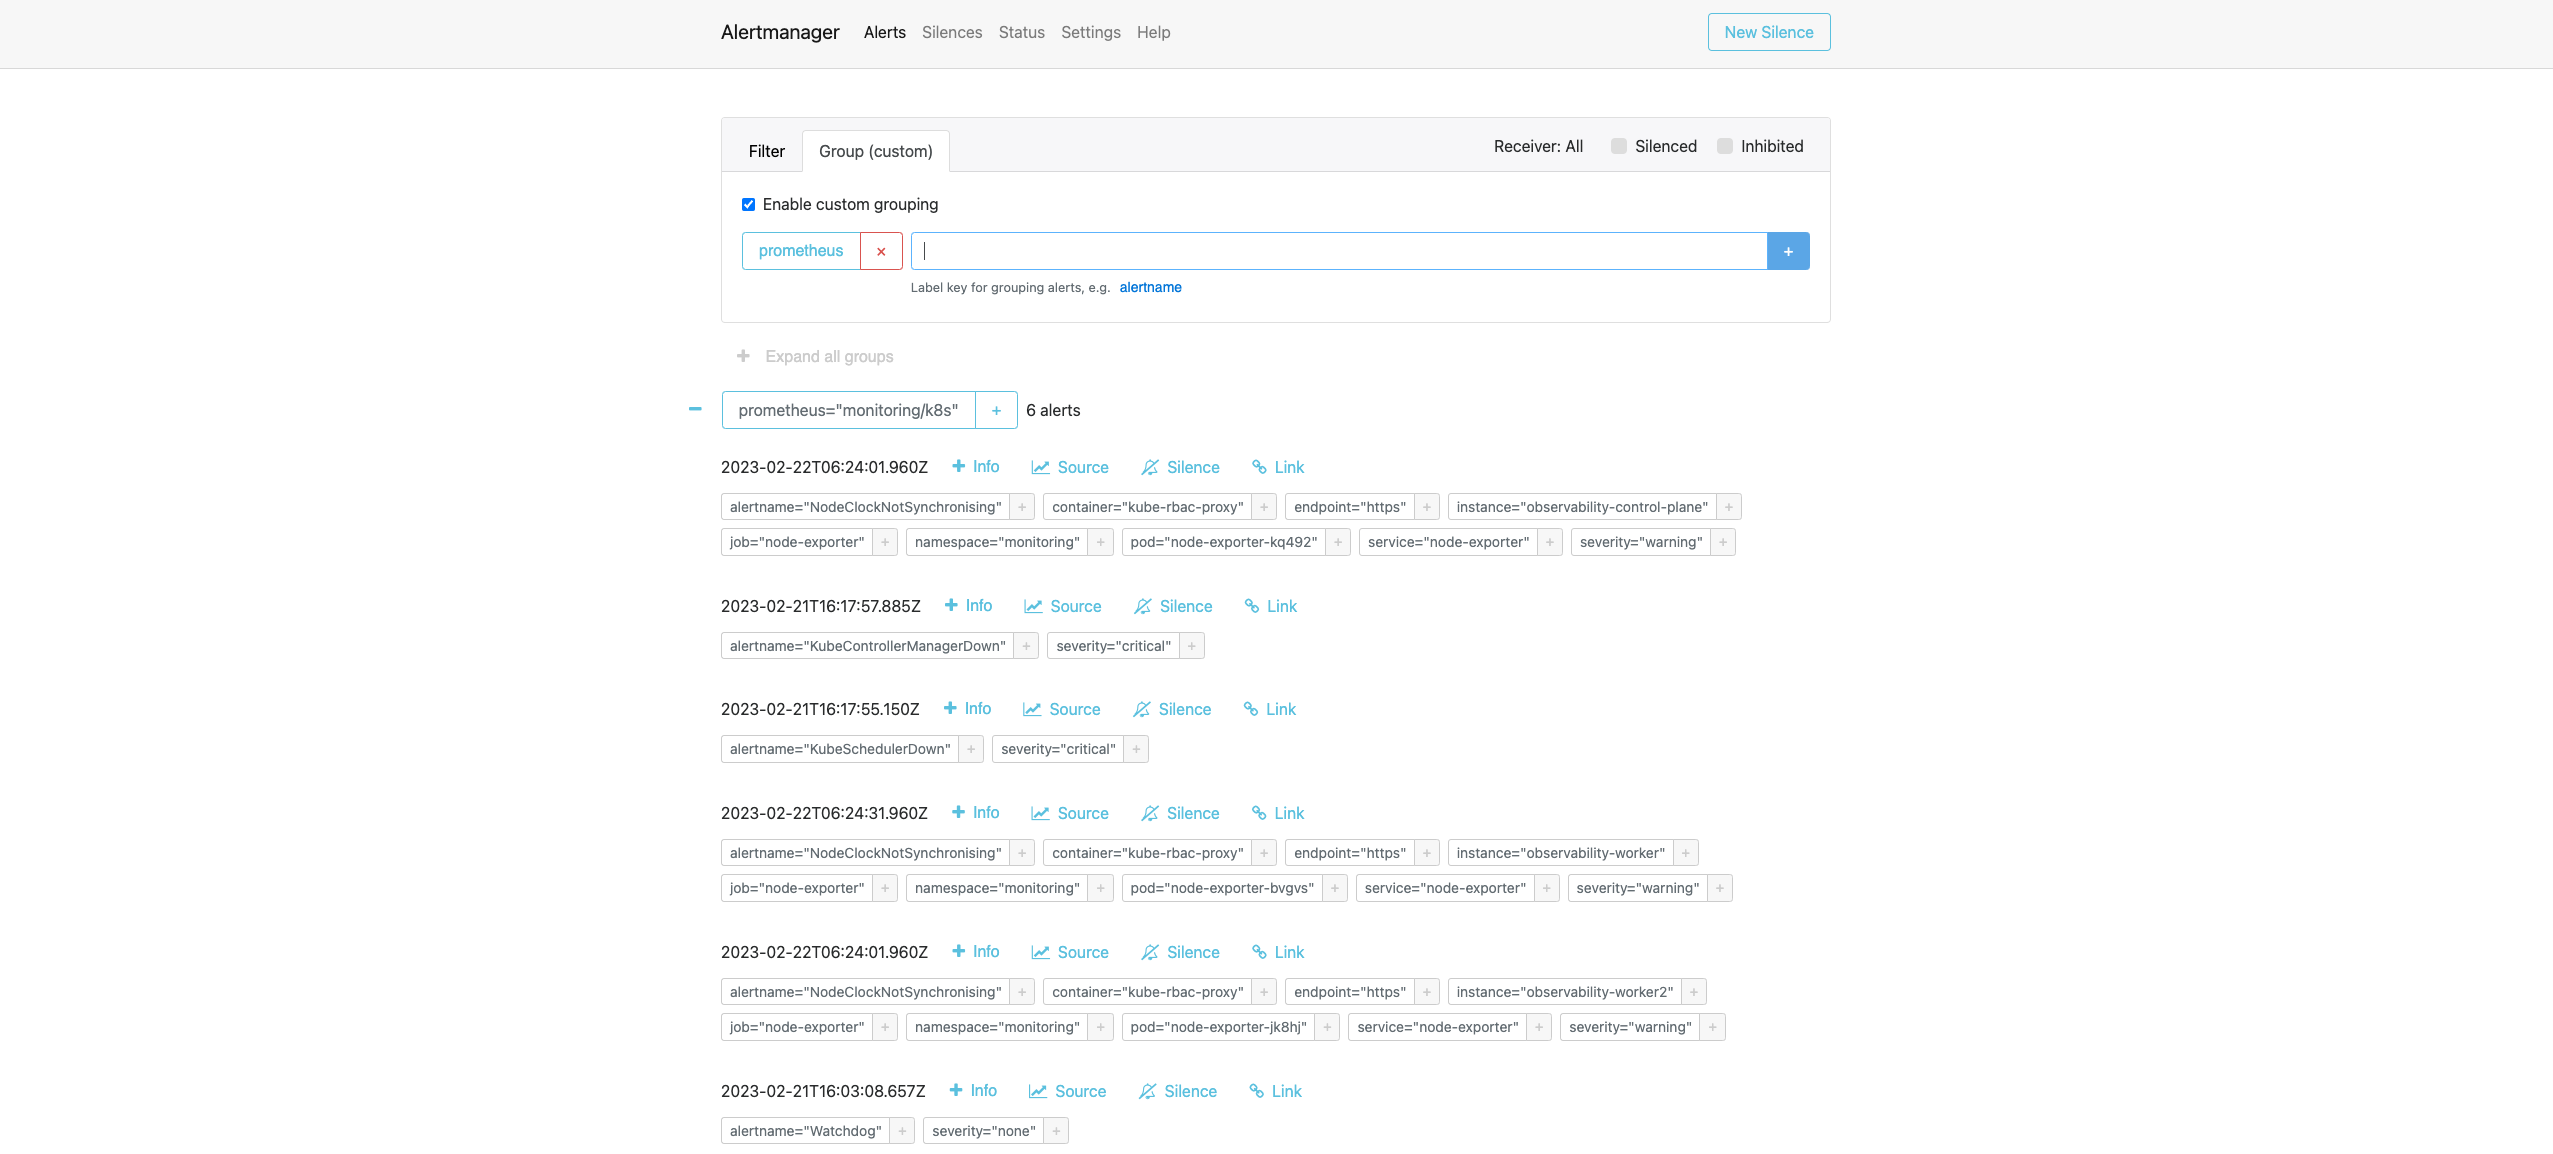 Alertmanager Alerts Silences Status Settings Help New Silence
Filter Group (custom) Receiver: All Silenced Inhibited
Enable custom grouping
prometheus × +
Label key for grouping alerts, e.g. alertname
+ Expand all groups
− prometheus="monitoring/k8s" + 6 alerts
2023-02-22T06:24:01.960Z + Info Source Silence Link
alertname="NodeClockNotSynchronising" + container="kube-rbac-proxy" + endpoint="https" + instance="observability-control-plane" +
job="node-exporter" + namespace="monitoring" + pod="node-exporter-kq492" + service="node-exporter" + severity="warning" +
2023-02-21T16:17:57.885Z + Info Source Silence Link
alertname="KubeControllerManagerDown" + severity="critical" +
2023-02-21T16:17:55.150Z + Info Source Silence Link
alertname="KubeSchedulerDown" + severity="critical" +
2023-02-22T06:24:31.960Z + Info Source Silence Link
alertname="NodeClockNotSynchronising" + container="kube-rbac-proxy" + endpoint="https" + instance="observability-worker" +
job="node-exporter" + namespace="monitoring" + pod="node-exporter-bvgvs" + service="node-exporter" + severity="warning" +
2023-02-22T06:24:01.960Z + Info Source Silence Link
alertname="NodeClockNotSynchronising" + container="kube-rbac-proxy" + endpoint="https" + instance="observability-worker2" +
job="node-exporter" + namespace="monitoring" + pod="node-exporter-jk8hj" + service="node-exporter" + severity="warning" +
2023-02-21T16:03:08.657Z + Info Source Silence Link
alertname="Watchdog" + severity="none" +